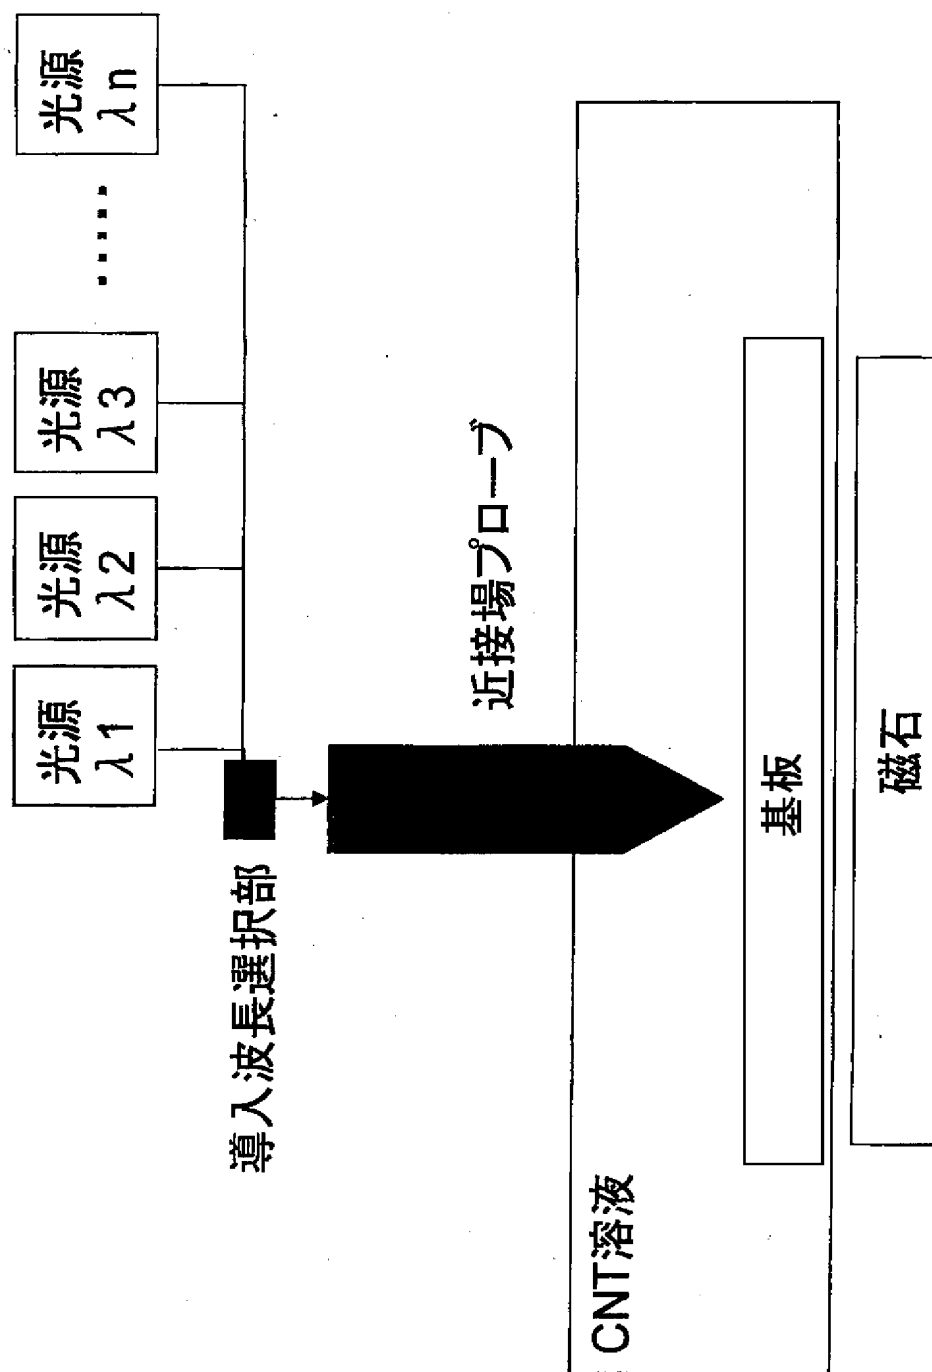 光源
λ1
光源
λ2
光源
λ3
‥‥‥
光源
λn
導入波長選択部
近接場プローブ
CNT溶液
基板
磁石